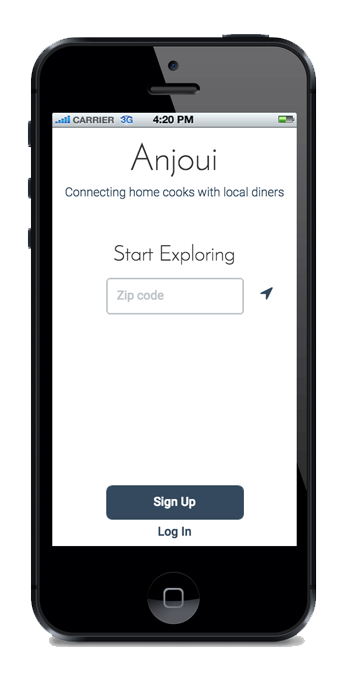 CARRIER 3G 4:20 PM
Anjoui
Connecting home cooks with local diners
Start Exploring
Zip code
Sign Up
Log In